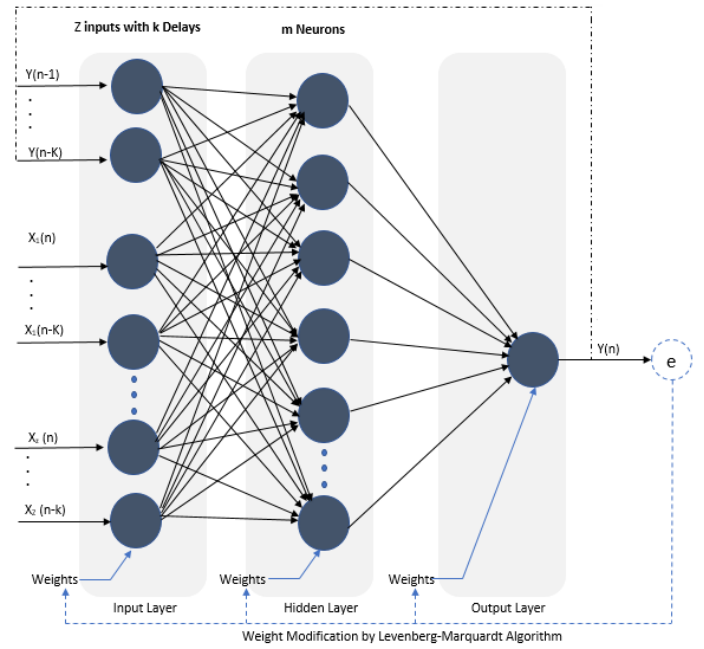 Z inputs with k Delays
m Neurons
Y(n-1)
Y(n-K)
X₁(n)
X₁(n-K)
Y(n)
e
X𝑧 (n)
X₂ (n-k)
Weights
Weights
Weights
Input Layer
Hidden Layer
Output Layer
Weight Modification by Levenberg-Marquardt Algorithm